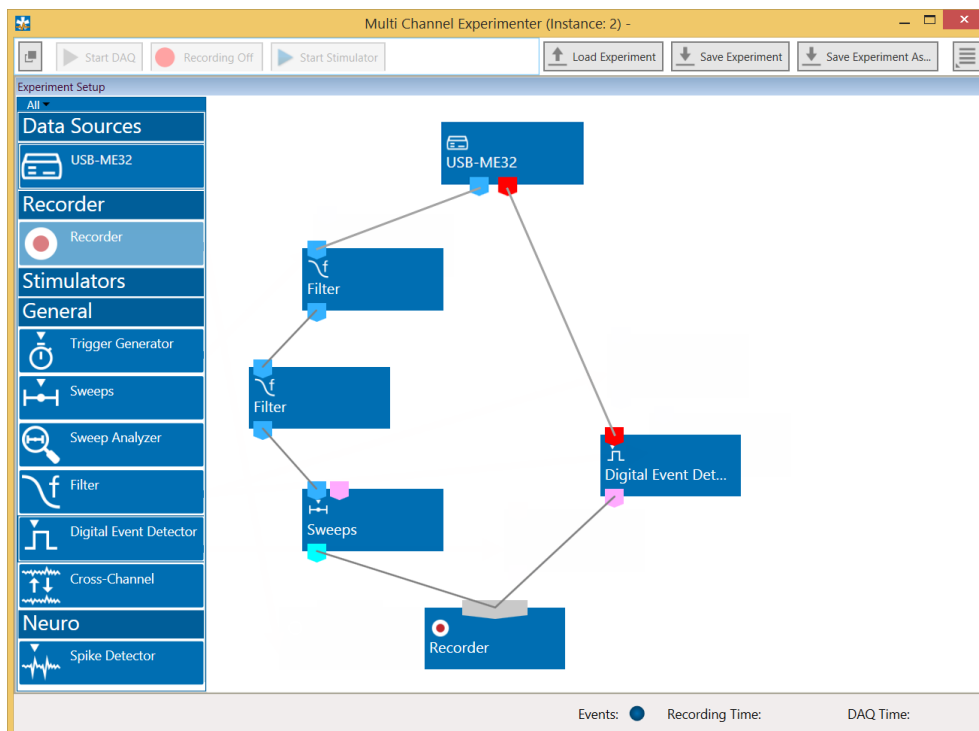 Multi Channel Experimenter (Instance: 2) -
Start DAQ
Recording Off
Start Stimulator
Load Experiment
Save Experiment
Save Experiment As...
Experiment Setup
All
Data Sources
USB-ME32
Recorder
Recorder
Stimulators
General
Trigger Generator
Sweeps
Sweep Analyzer
Filter
Digital Event Detector
Cross-Channel
Neuro
Spike Detector
USB-ME32
f
Filter
f
Filter
Digital Event Det...
Sweeps
Recorder
Events:
Recording Time:
DAQ Time: